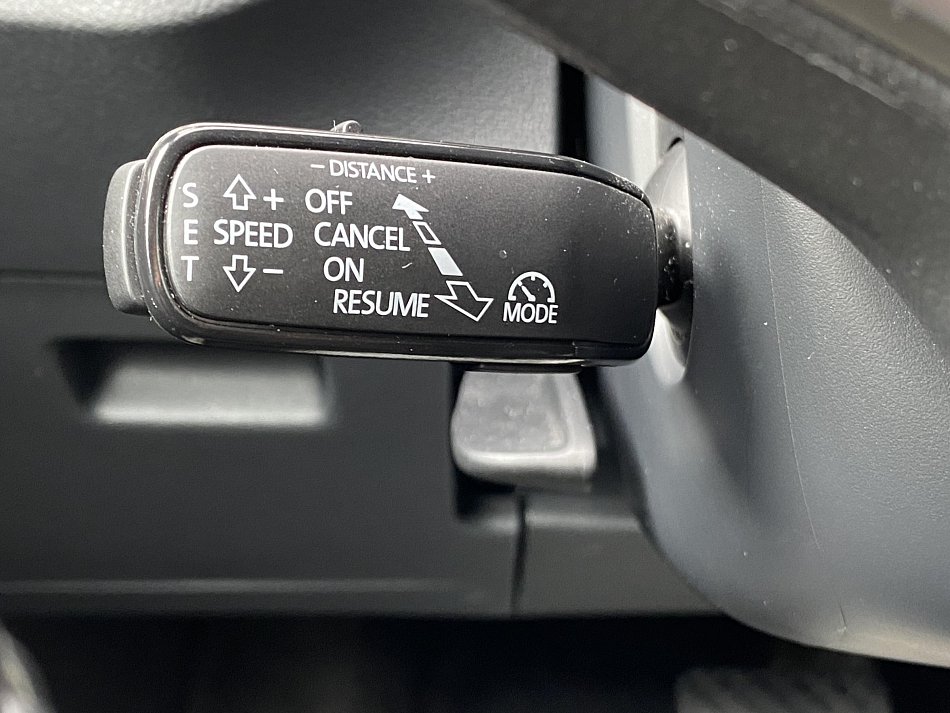 − DISTANCE +
S + OFF
E SPEED CANCEL
T − ON
RESUME
MODE